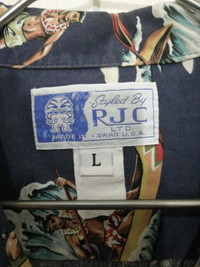 Styled By
RJC
LTD.
MADE IN HAWAII U.S.A.
L